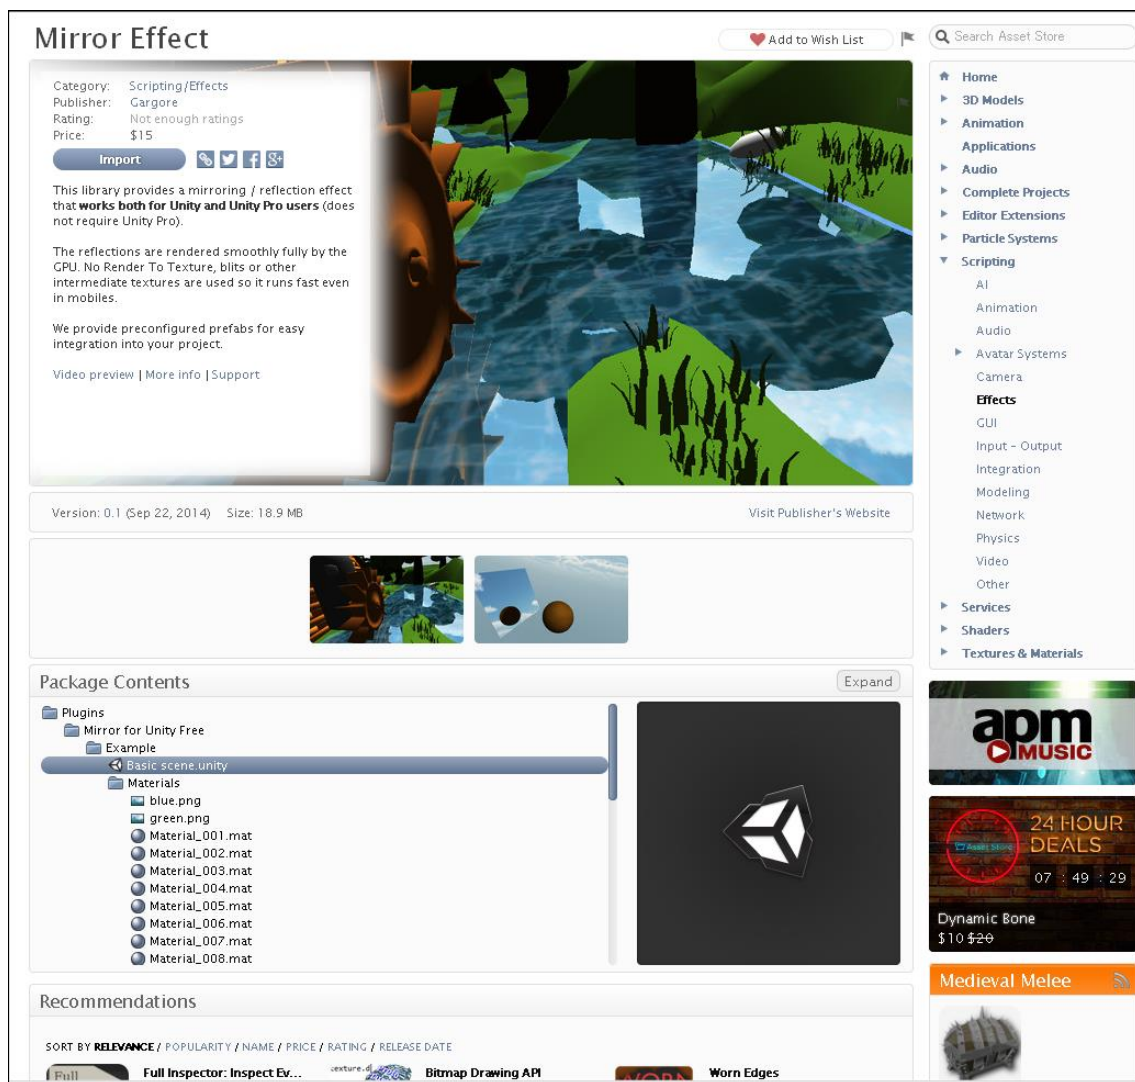 Mirror Effect
Add to Wish List
Search Asset Store
Category: Scripting/Effects
Publisher: Gargore
Rating: Not enough ratings
Price: $15
Import
This library provides a mirroring / reflection effect
that works both for Unity and Unity Pro users (does
not require Unity Pro).
The reflections are rendered smoothly fully by the
GPU. No Render To Texture, blits or other
intermediate textures are used so it runs fast even
in mobiles.
We provide preconfigured prefabs for easy
integration into your project.
Video preview | More info | Support
Version: 0.1 (Sep 22, 2014) Size: 18.9 MB
Visit Publisher's Website
Package Contents
Expand
Plugins
Mirror for Unity Free
Example
Basic scene.unity
Materials
blue.png
green.png
Material_001.mat
Material_002.mat
Material_003.mat
Material_004.mat
Material_005.mat
Material_006.mat
Material_007.mat
Material_008.mat
Recommendations
SORT BY RELEVANCE / POPULARITY / NAME / PRICE / RATING / RELEASE DATE
Full
Full Inspector: Inspect Ev...
Bitmap Drawing API
WORN
Worn Edges
Home
3D Models
Animation
Applications
Audio
Complete Projects
Editor Extensions
Particle Systems
Scripting
AI
Animation
Audio
Avatar Systems
Camera
Effects
GUI
Input - Output
Integration
Modeling
Network
Physics
Video
Other
Services
Shaders
Textures & Materials
apm
MUSIC
24 HOUR
DEALS
Asset Store
07 : 49 : 29
Dynamic Bone
$10 $20
Medieval Melee